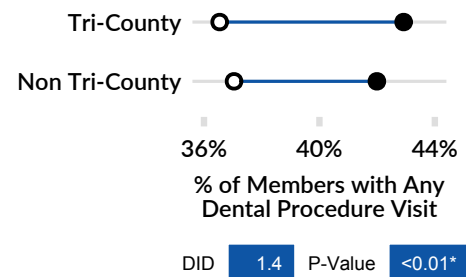 Tri-County
Non Tri-County
36% 40% 44%
% of Members with Any
Dental Procedure Visit
DID 1.4 P-Value <0.01*